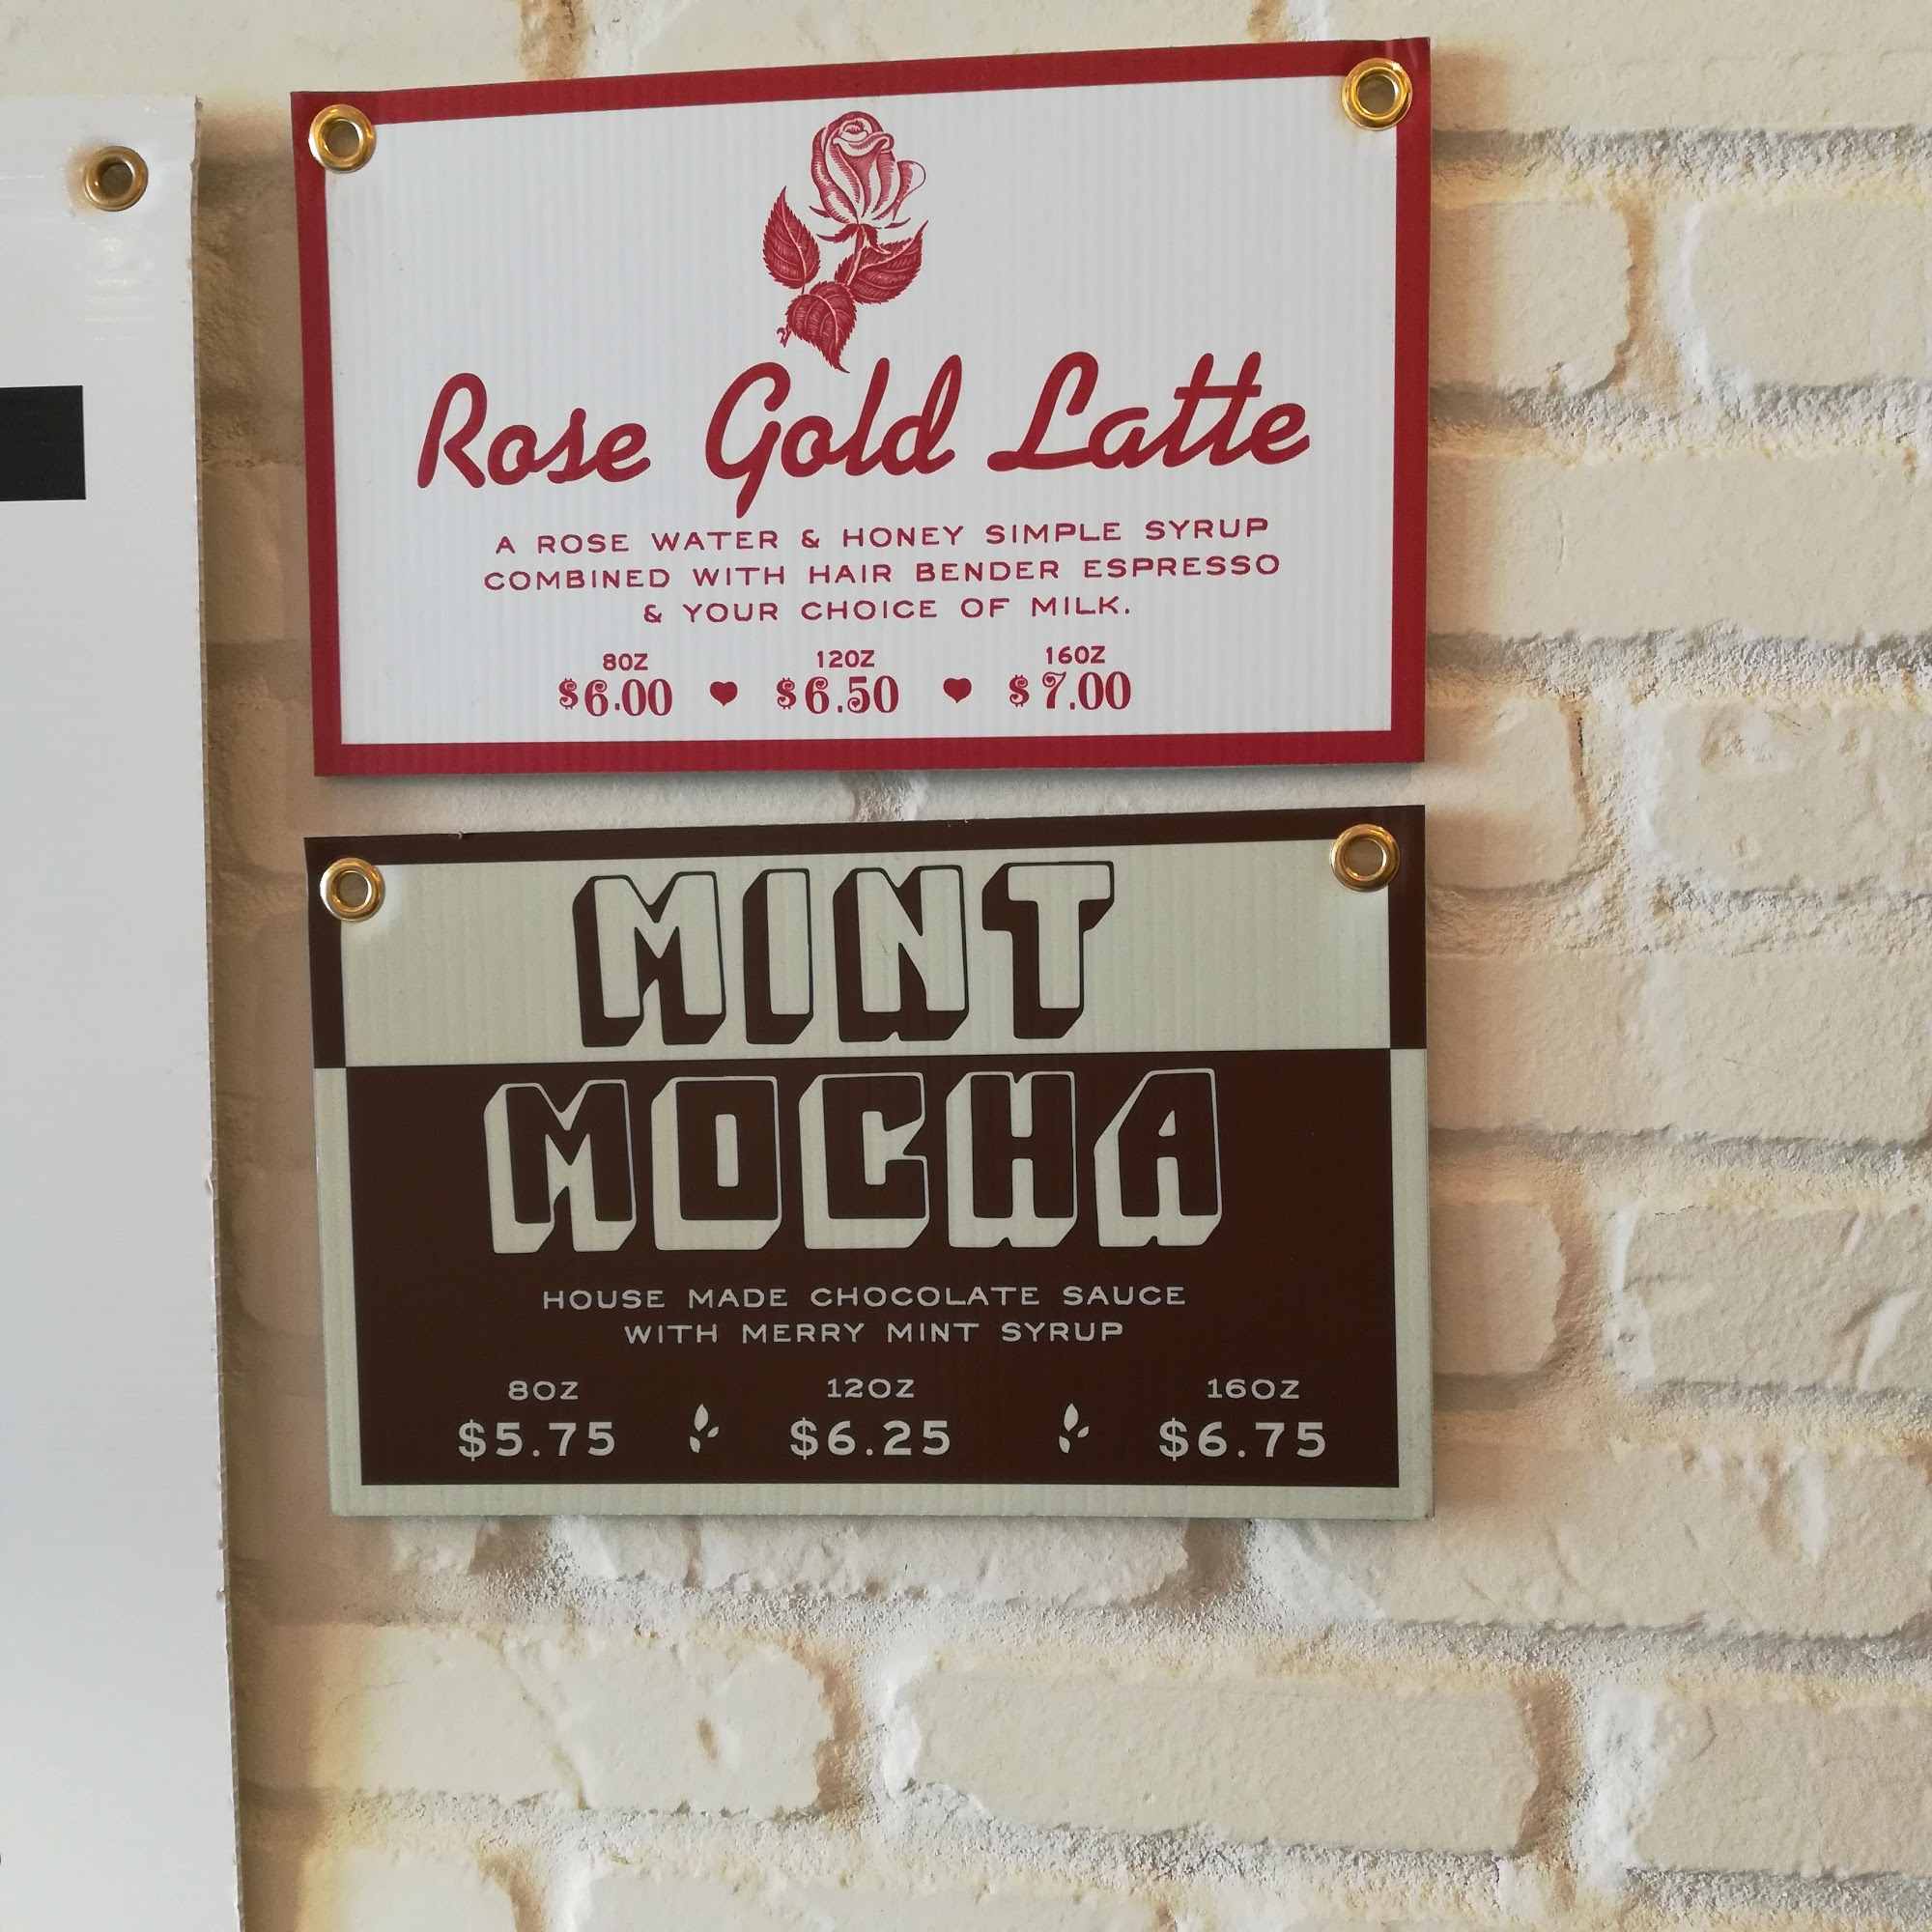 Rose Gold Latte
A ROSE WATER & HONEY SIMPLE SYRUP
COMBINED WITH HAIR BENDER ESPRESSO
& YOUR CHOICE OF MILK.
8OZ 12OZ 16OZ
$6.00 $6.50 $7.00
MINT
MOCHA
HOUSE MADE CHOCOLATE SAUCE
WITH MERRY MINT SYRUP
8OZ 12OZ 16OZ
$5.75 $6.25 $6.75